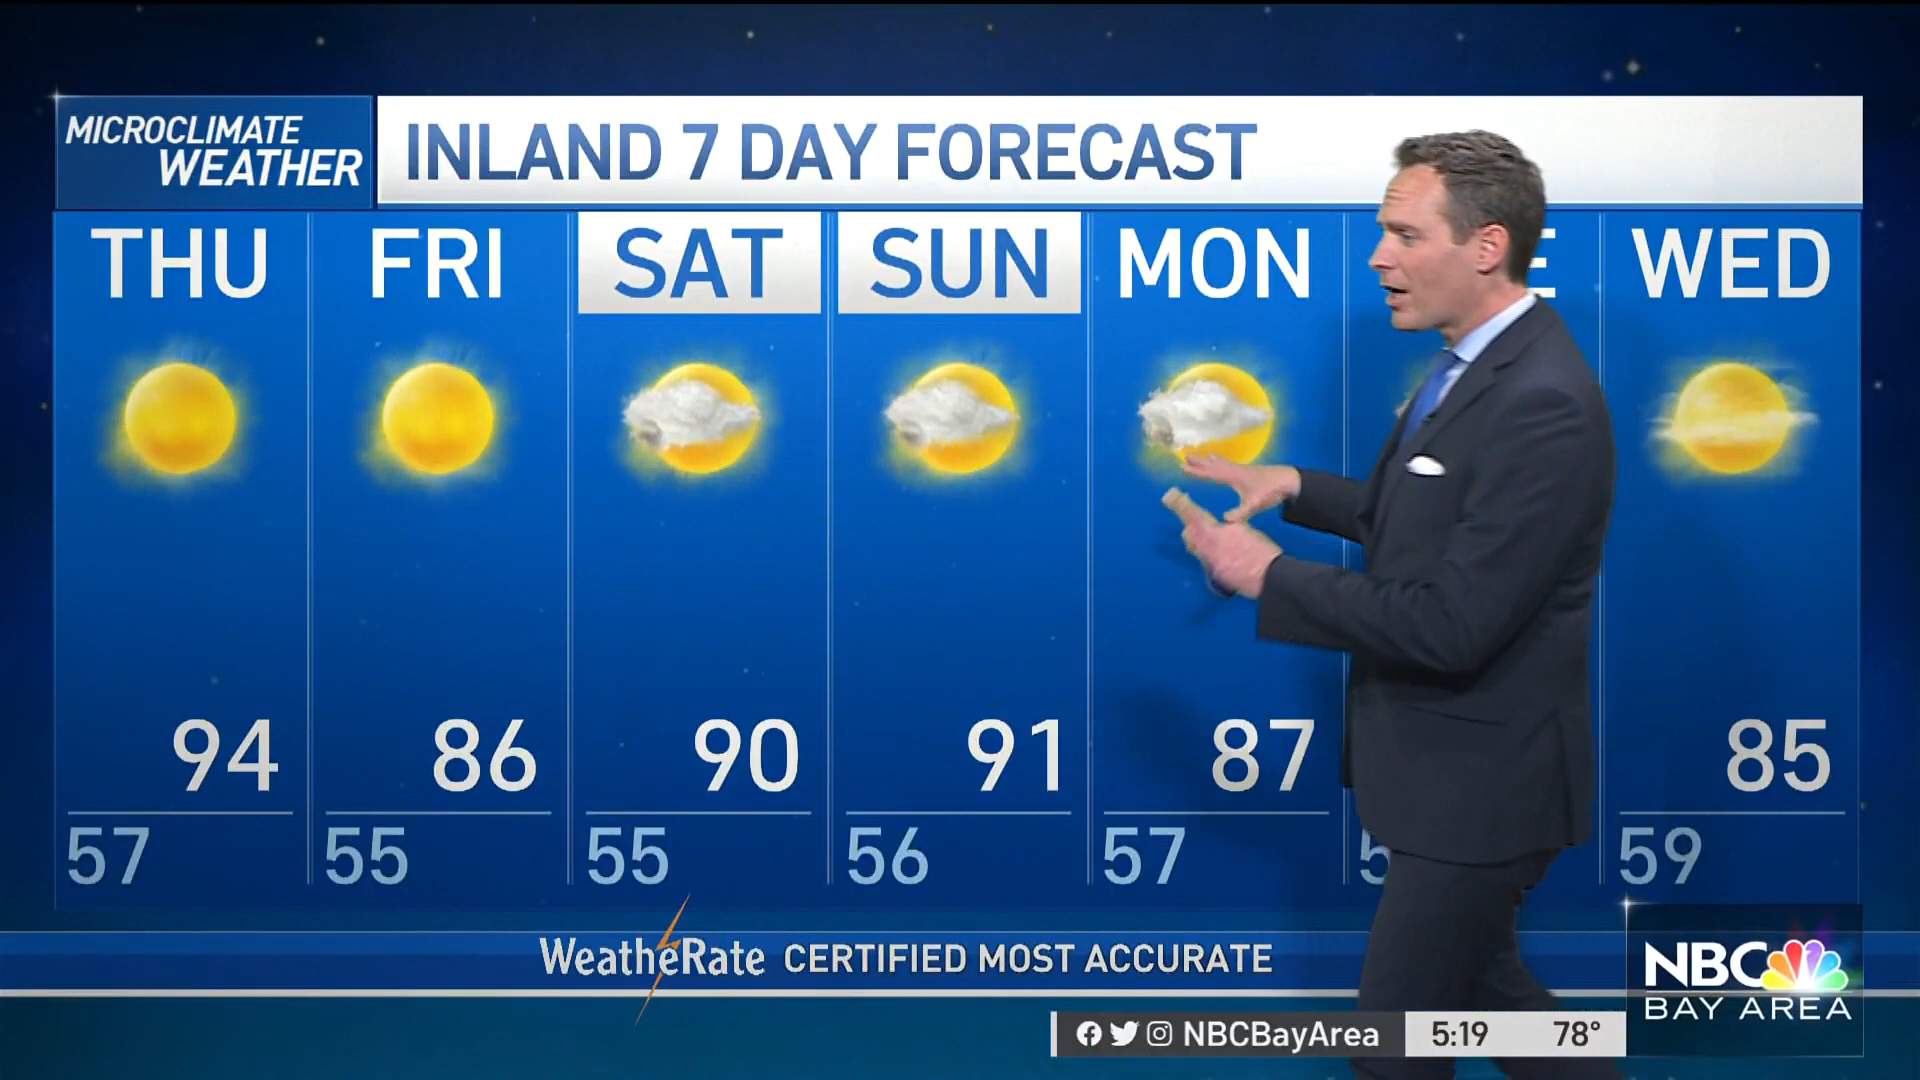 MICROCLIMATE
WEATHER
INLAND 7 DAY FORECAST
THU FRI SAT SUN MON WED
94 86 90 91 87 85
57 55 55 56 57 59
WeatheRate CERTIFIED MOST ACCURATE
NBC
BAY AREA
NBCBayArea 5:19 78°